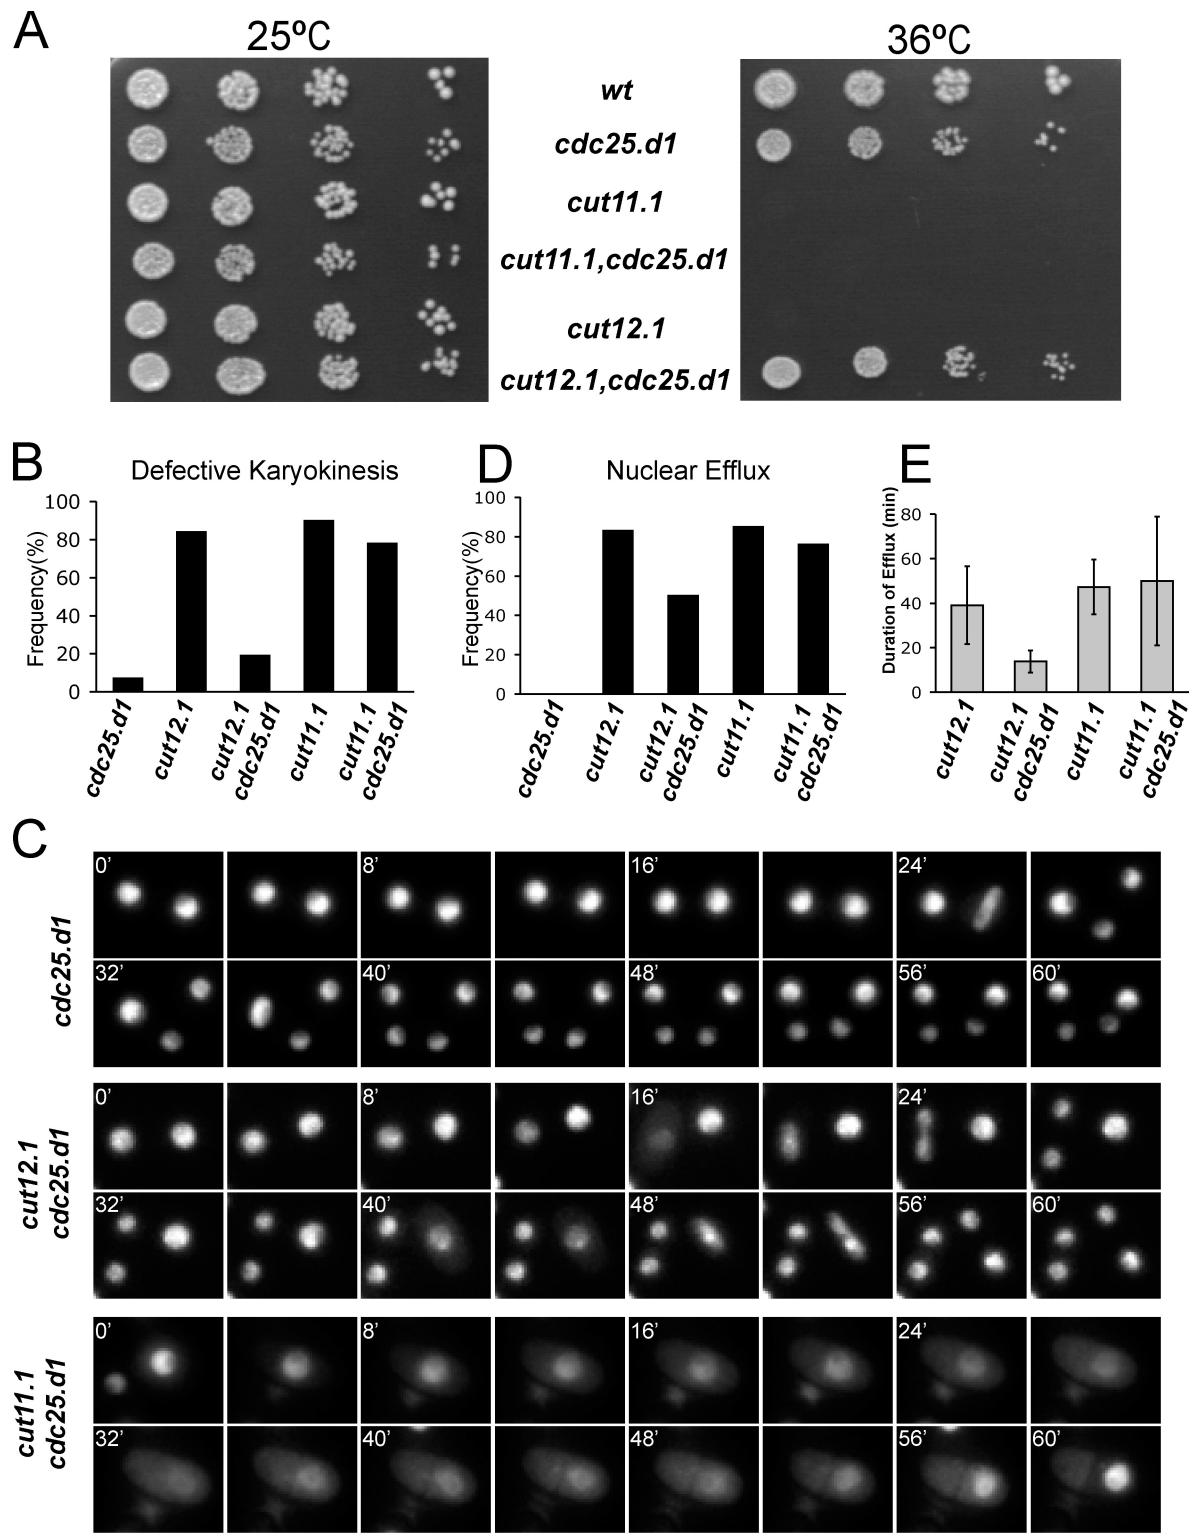 A
25ºC
36ºC
wt
cdc25.d1
cut11.1
cut11.1,cdc25.d1
cut12.1
cut12.1,cdc25.d1
B
Defective Karyokinesis
Frequency(%)
100
80
60
40
20
0
cdc25.d1
cut12.1
cut12.1
cdc25.d1
cut11.1
cut11.1
cdc25.d1
D
Nuclear Efflux
Frequency(%)
100
80
60
40
20
0
cdc25.d1
cut12.1
cut12.1
cdc25.d1
cut11.1
cut11.1
cdc25.d1
E
Duration of Efflux (min)
80
60
40
20
0
cut12.1
cut12.1
cdc25.d1
cut11.1
cut11.1
cdc25.d1
C
cdc25.d1
0’ 8’ 16’ 24’
32’ 40’ 48’ 56’ 60’
cut12.1
cdc25.d1
0’ 8’ 16’ 24’
32’ 40’ 48’ 56’ 60’
cut11.1
cdc25.d1
0’ 8’ 16’ 24’
32’ 40’ 48’ 56’ 60’